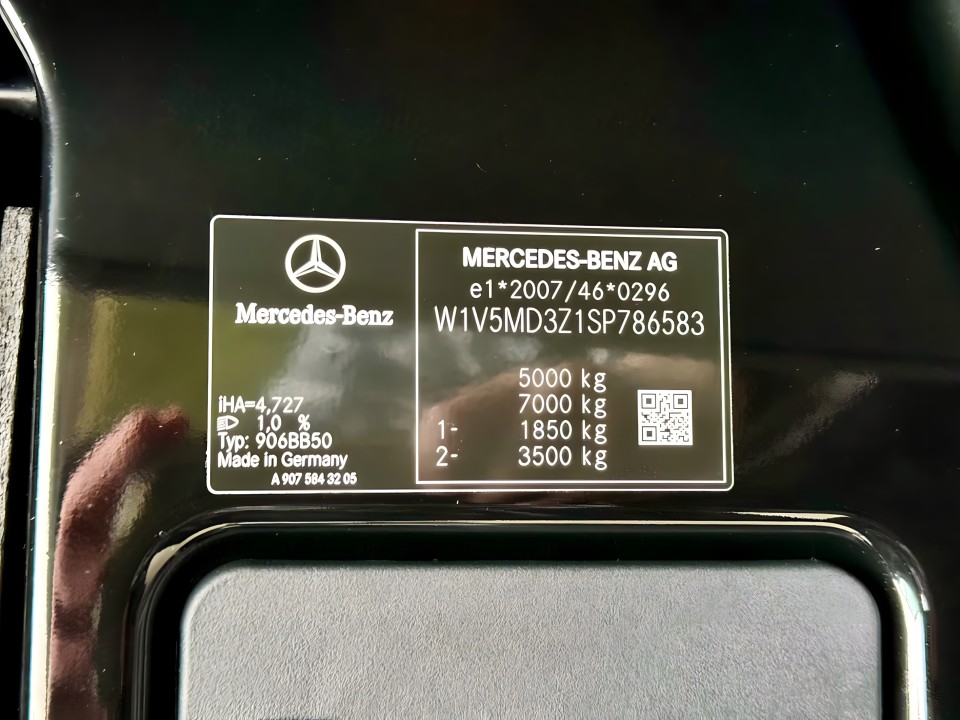 Mercedes-Benz
iHA=4,727
1,0 %
Typ: 906BB50
Made in Germany
A 907 584 32 05
MERCEDES-BENZ AG
e1*2007/46*0296
W1V5MD3Z1SP786583
5000 kg
7000 kg
1- 1850 kg
2- 3500 kg